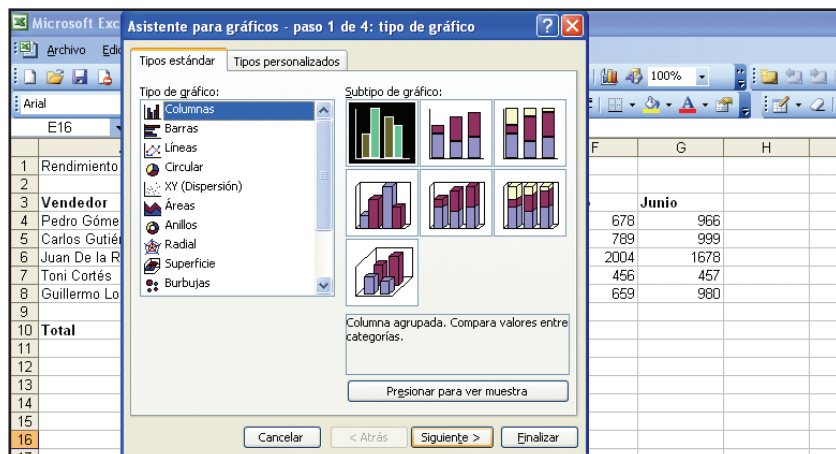 Microsoft Exc
Asistente para gráficos - paso 1 de 4: tipo de gráfico
Archivo
Tipos estándar
Tipos personalizados
100%
Arial
Tipo de gráfico:
Subtipo de gráfico:
Columnas
Barras
Líneas
Circular
XY (Dispersión)
Áreas
Anillos
Radial
Superficie
Burbujas
Columna agrupada. Compara valores entre
categorías.
Presionar para ver muestra
Cancelar
< Atrás
Siguiente >
Finalizar
E16
F G H
1 Rendimiento
2
3 Vendedor Junio
4 Pedro Góme 678 966
5 Carlos Gutiér 789 999
6 Juan De la R 2004 1678
7 Toni Cortés 456 457
8 Guillermo Lo 659 980
9
10 Total
11
12
13
14
15
16